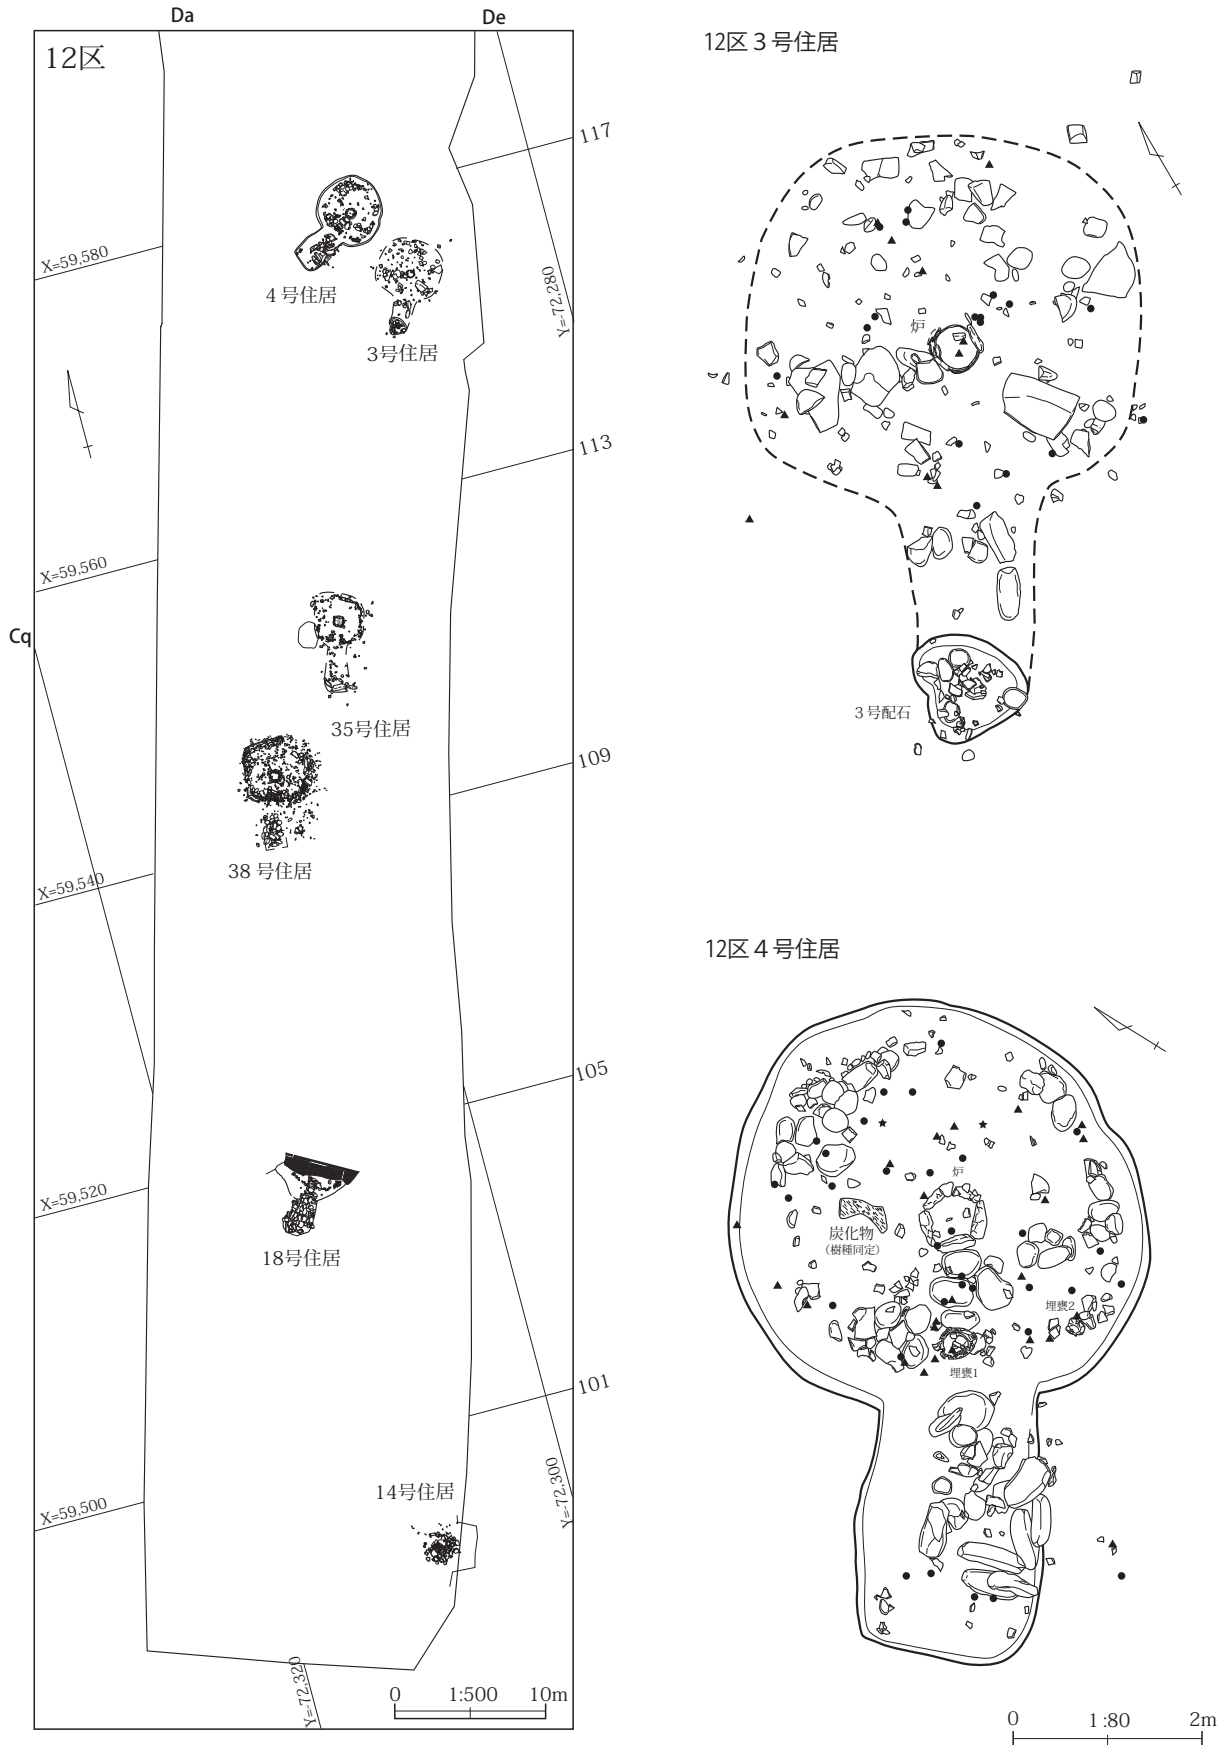 Da
De
12区
117
X=59,580
Y=-72,280
4号住居
3号住居
113
X=59,560
Cq
35号住居
109
38号住居
X=59,540
105
X=59,520
18号住居
101
14号住居
X=59,500
Y=-72,300
Y=-72,320
0 1:500 10m
12区3号住居
炉
3号配石
12区4号住居
炉
炭化物
(樹種同定)
埋甕2
埋甕1
0 1:80 2m